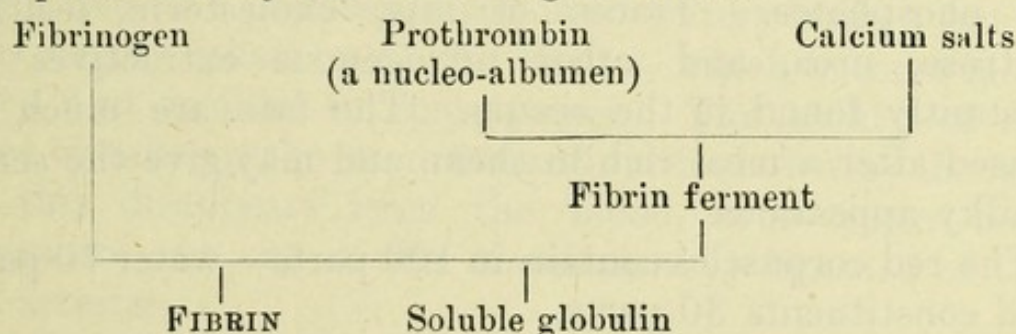 Fibrinogen Prothrombin Calcium salts
(a nucleo-albumen)
Fibrin ferment
FIBRIN Soluble globulin